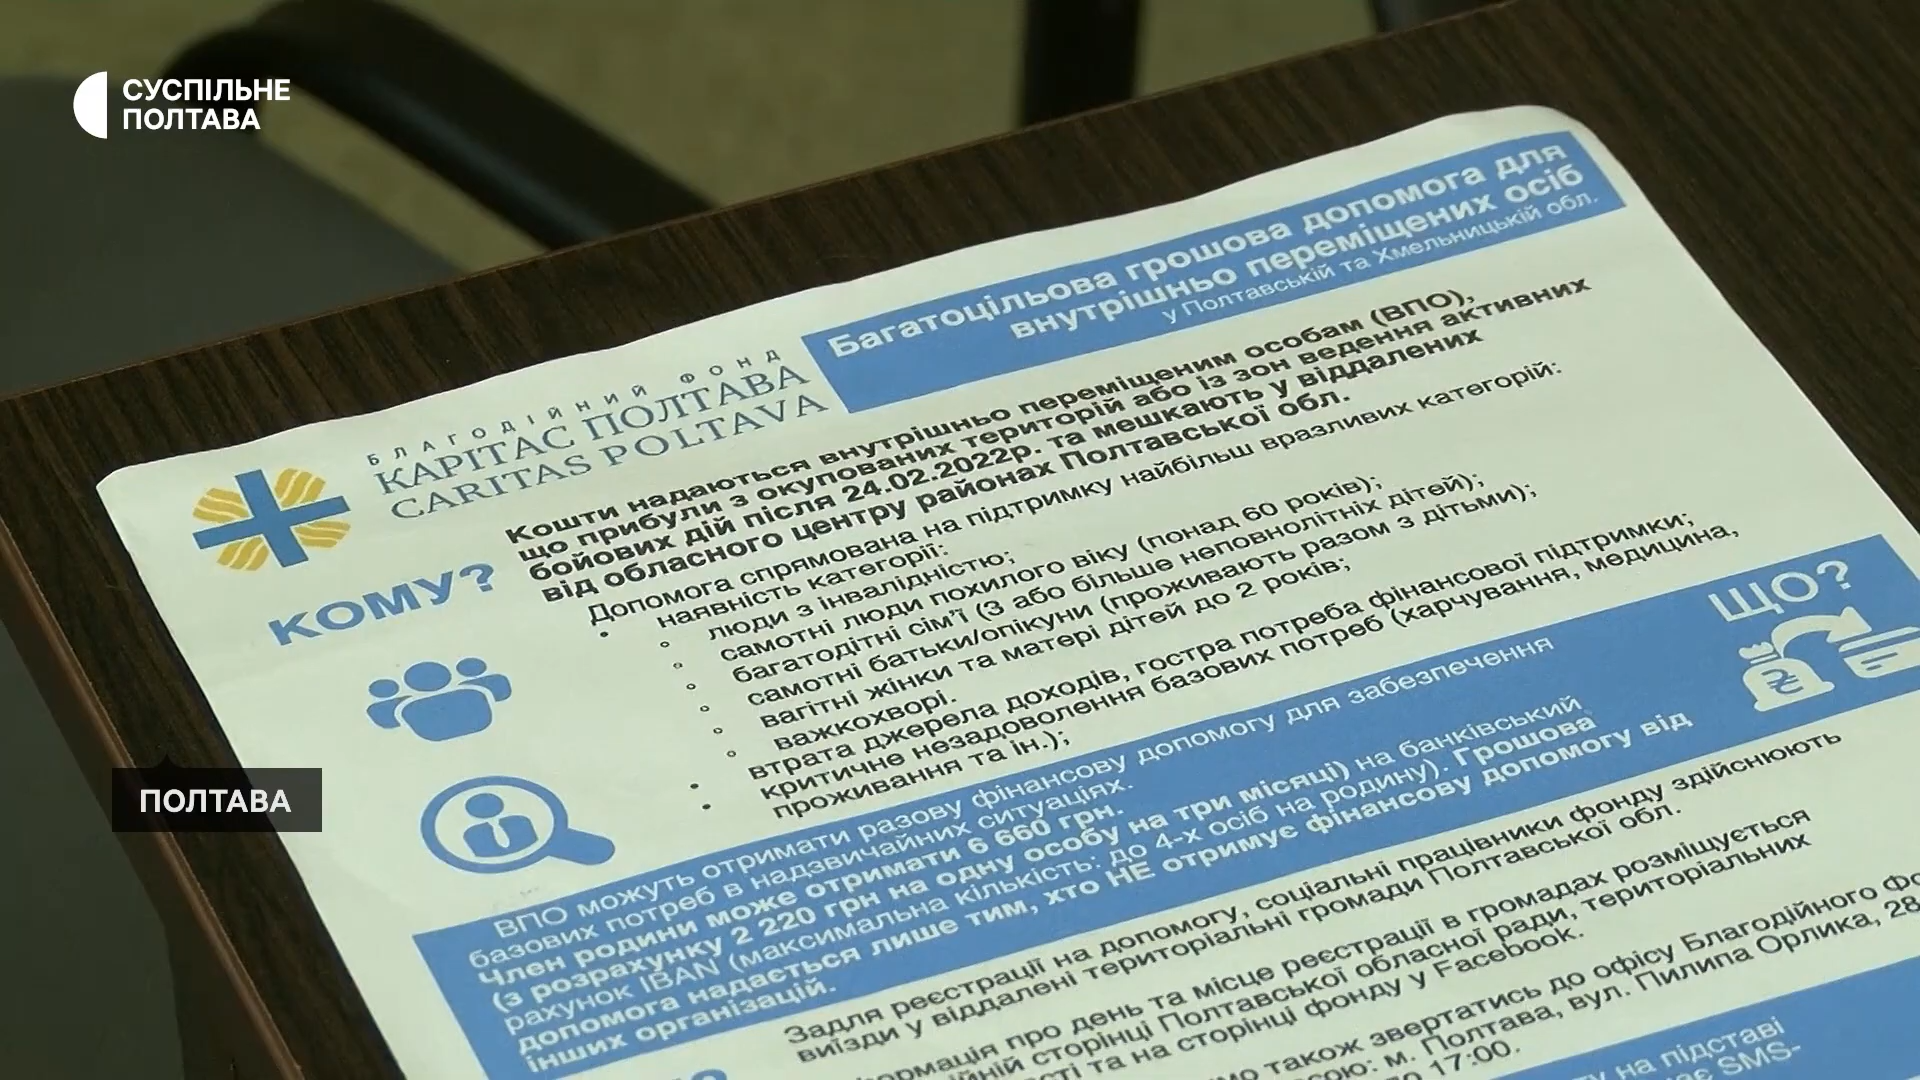 СУСПІЛЬНЕ
ПОЛТАВА
Багатоцільова грошова допомога для
внутрішньо переміщених осіб
у Полтавській та Хмельницькій обл.
БЛАГОДІЙНИЙ ФОНД
КАРІТАС ПОЛТАВА
CARITAS POLTAVA
КОМУ?
Кошти надаються внутрішньо переміщеним особам (ВПО),
що прибули з окупованих територій або із зон ведення активних
бойових дій після 24.02.2022р. та мешкають у віддалених
від обласного центру районах Полтавської обл.
Допомога спрямована на підтримку найбільш вразливих категорій:
• наявність категорії:
° люди з інвалідністю;
° самотні люди похилого віку (понад 60 років);
° багатодітні сім’ї (3 або більше неповнолітніх дітей);
° самотні батьки/опікуни (проживають разом з дітьми);
° вагітні жінки та матері дітей до 2 років;
° важкохворі.
• втрата джерела доходів, гостра потреба фінансової підтримки;
• критичне незадоволення базових потреб (харчування, медицина,
проживання та ін.);
ЩО?
ВПО можуть отримати разову фінансову допомогу для забезпечення
базових потреб в надзвичайних ситуаціях.
Член родини може отримати 6 660 грн.
(з розрахунку 2 220 грн на одну особу на три місяці) на банківський
рахунок IBAN (максимальна кількість: до 4-х осіб на родину). Грошова
допомога надається лише тим, хто НЕ отримує фінансову допомогу від
інших організацій.
Задля реєстрації на допомогу, соціальні працівники фонду здійснюють
виїзди у віддалені територіальні громади Полтавської обл.
формація про день та місце реєстрації в громадах розміщується
ійній сторінці Полтавської обласної ради, територіальних
ті та на сторінці фонду у Facebook.
мо також звертатись до офісу Благодійного Фо
сою: м. Полтава, вул. Пилипа Орлика, 28
17:00.
у на підставі
SMS-
ПОЛТАВА